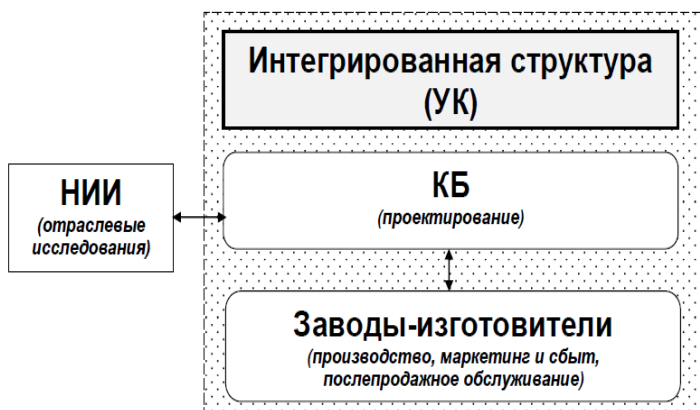 Интегрированная структура
(УК)
НИИ
(отраслевые
исследования)
КБ
(проектирование)
Заводы-изготовители
(производство, маркетинг и сбыт,
послепродажное обслуживание)